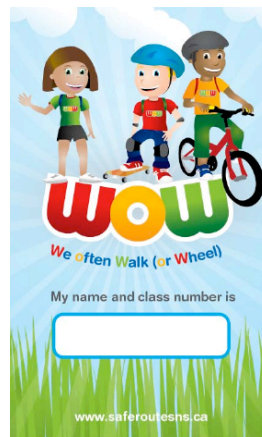 WOW
We often Walk (or Wheel)
My name and class number is
www.saferoutesns.ca